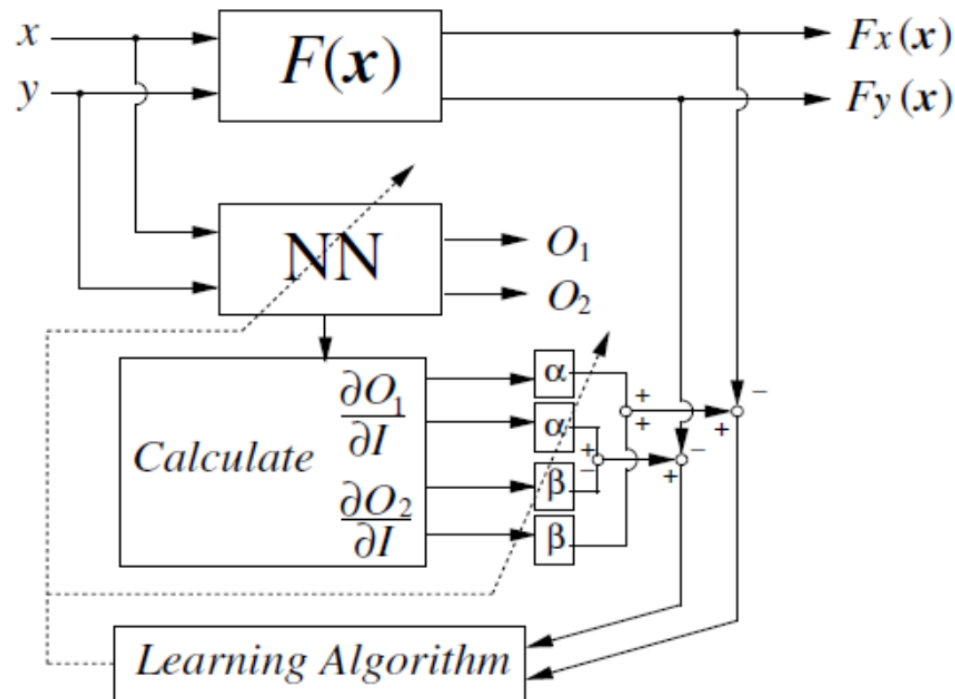 x
y
F(x)
Fx(x)
Fy(x)
NN
O1
O2
Calculate
∂O1
∂I
∂O2
∂I
α
α
β
β
+
+
+
−
−
+
−
+
Learning Algorithm